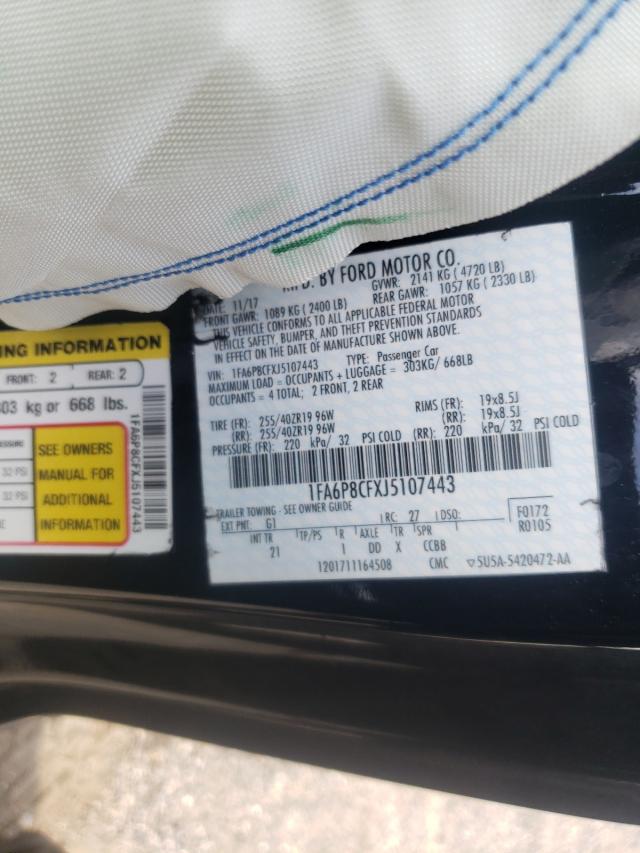 BY FORD MOTOR CO.
DATE: 11/17 GVWR: 2141 KG ( 4720 LB)
FRONT GAWR: 1089 KG ( 2400 LB) REAR GAWR: 1057 KG ( 2330 LB)
THIS VEHICLE CONFORMS TO ALL APPLICABLE FEDERAL MOTOR
VEHICLE SAFETY, BUMPER, AND THEFT PREVENTION STANDARDS
IN EFFECT ON THE DATE OF MANUFACTURE SHOWN ABOVE.
VIN: 1FA6P8CFXJ5107443 TYPE: Passenger Car
MAXIMUM LOAD = OCCUPANTS + LUGGAGE = 303KG/ 668LB
OCCUPANTS = 4 TOTAL; 2 FRONT, 2 REAR
TIRE (FR): 255/40ZR19 96W RIMS (FR): 19x8.5J
(RR): 255/40ZR19 96W (RR): 19x8.5J
PRESSURE (FR): 220 kPa/ 32 PSI COLD (RR): 220 kPa/ 32 PSI COLD
1FA6P8CFXJ5107443
TRAILER TOWING - SEE OWNER GUIDE
EXT PNT: G1 RC: 27 DSO: F0172
INT TR TP/PS R AXLE TR SPR R0105
21 1 DD X CCBB
1201711164508 CMC ▽5U5A-5420472-AA
ING INFORMATION
FRONT: 2 REAR: 2
303 kg or 668 lbs.
32 PSI
32 PSI
SEE OWNERS
MANUAL FOR
ADDITIONAL
INFORMATION
1FA6P8CFXJ5107443